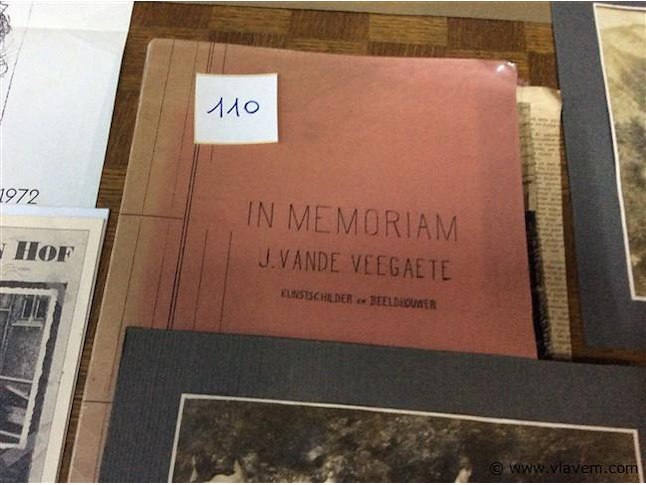 110
IN MEMORIAM
J. VANDE VEEGAETE
KUNSTSCHILDER en BEELDHOUWER
1972
N HOF
© www.vlavem.com